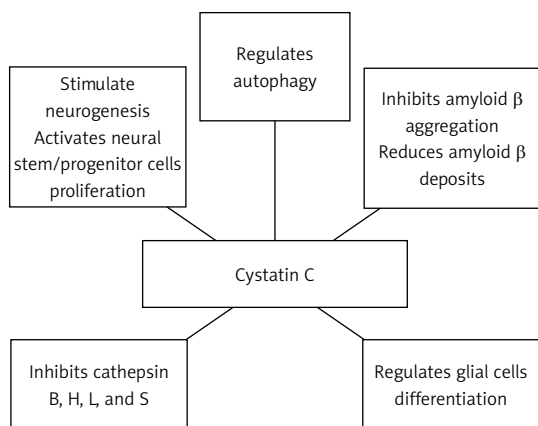 Regulates
autophagy
Stimulate
neurogenesis
Activates neural
stem/progenitor cells
proliferation
Inhibits amyloid β
aggregation
Reduces amyloid β
deposits
Cystatin C
Inhibits cathepsin
B, H, L, and S
Regulates glial cells
differentiation